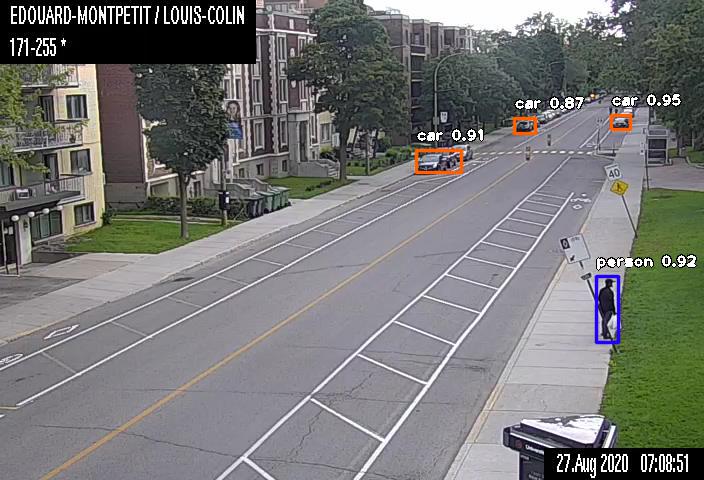 EDOUARD-MONTPETIT / LOUIS-COLIN
171-255 *
car 0.87
car 0.95
car 0.91
40
person 0.92
27.Aug 2020 07:08:51